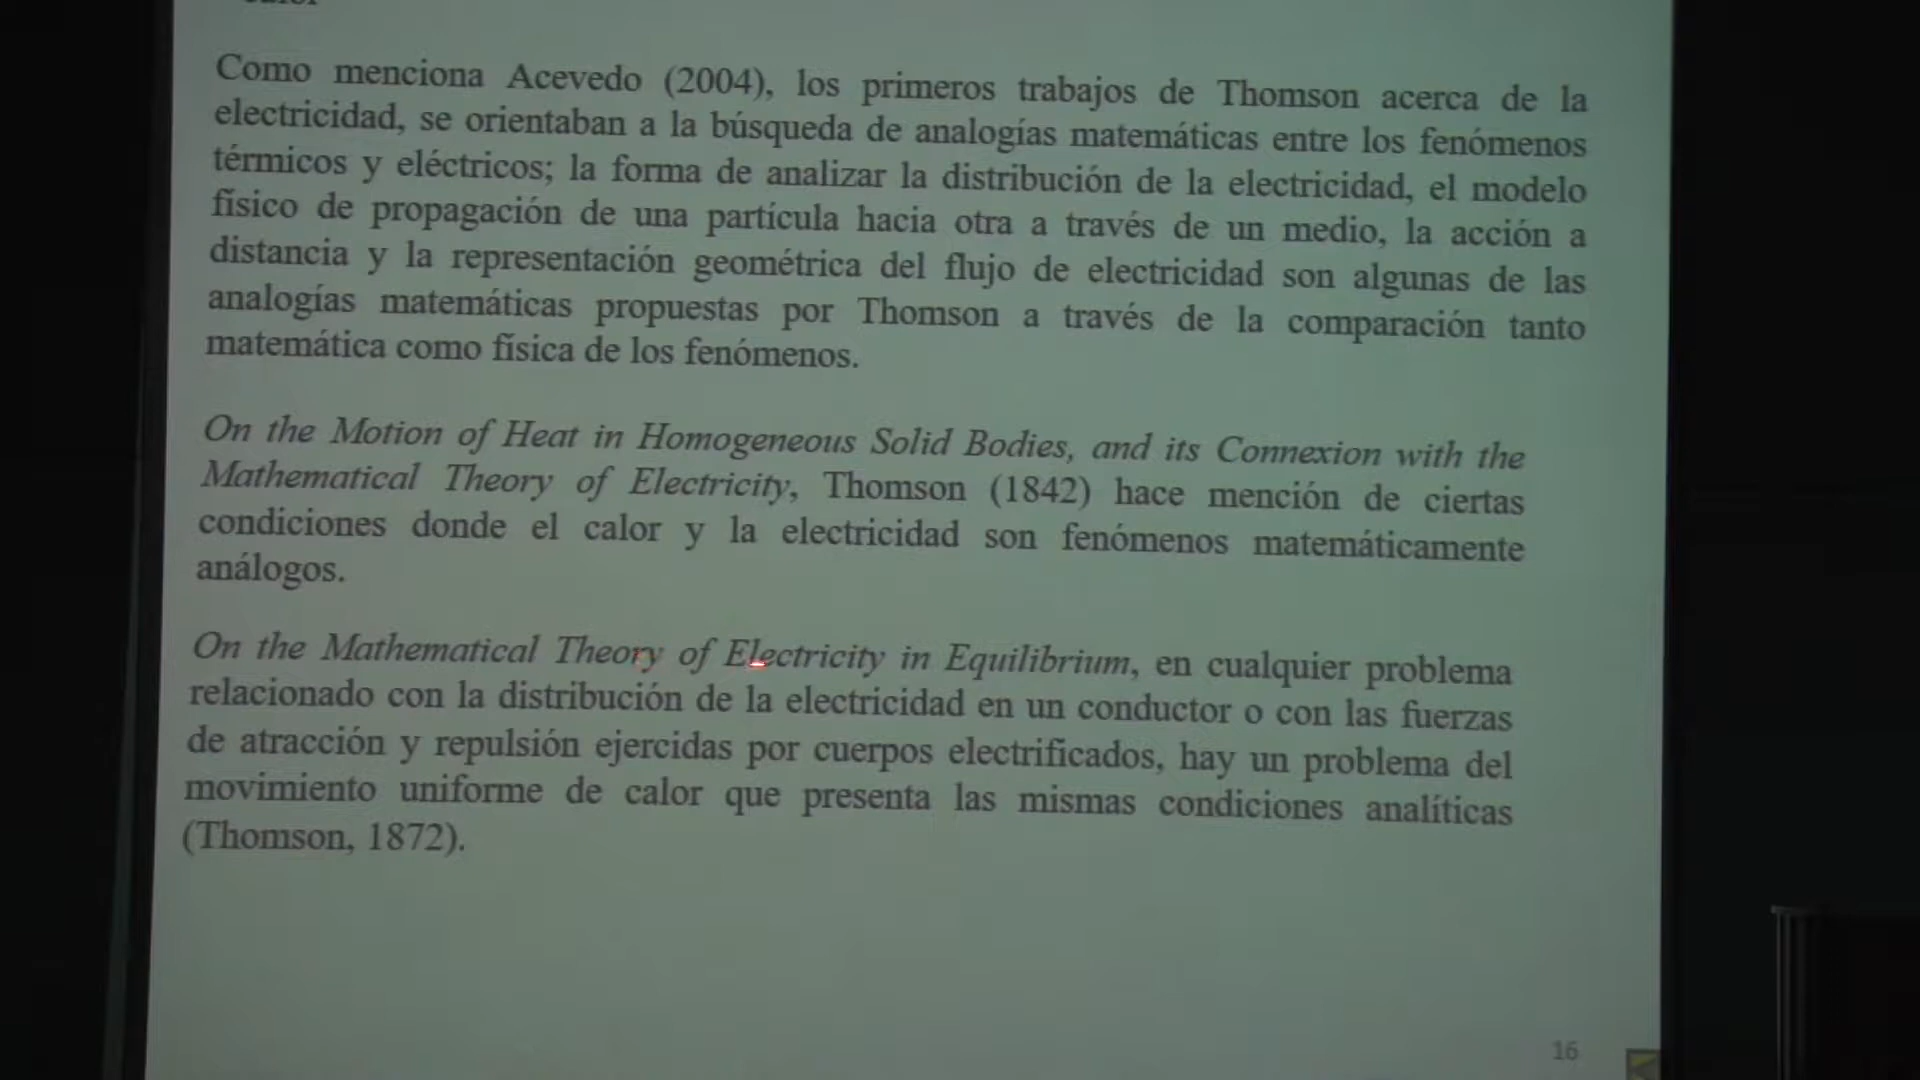 Como menciona Acevedo (2004), los primeros trabajos de Thomson acerca de la
electricidad, se orientaban a la búsqueda de analogías matemáticas entre los fenómenos
térmicos y eléctricos; la forma de analizar la distribución de la electricidad, el modelo
físico de propagación de una partícula hacia otra a través de un medio, la acción a
distancia y la representación geométrica del flujo de electricidad son algunas de las
analogías matemáticas propuestas por Thomson a través de la comparación tanto
matemática como física de los fenómenos.
On the Motion of Heat in Homogeneous Solid Bodies, and its Connexion with the
Mathematical Theory of Electricity, Thomson (1842) hace mención de ciertas
condiciones donde el calor y la electricidad son fenómenos matemáticamente
análogos.
On the Mathematical Theory of Electricity in Equilibrium, en cualquier problema
relacionado con la distribución de la electricidad en un conductor o con las fuerzas
de atracción y repulsión ejercidas por cuerpos electrificados, hay un problema del
movimiento uniforme de calor que presenta las mismas condiciones analíticas
(Thomson, 1872).
16